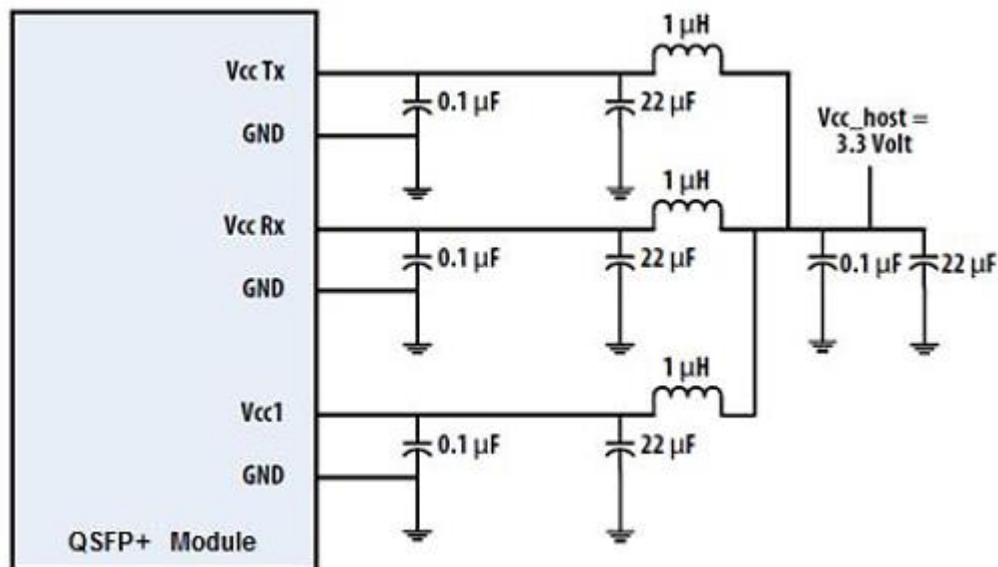 1 μH
Vcc Tx
0.1 μF
22 μF
GND
Vcc_host =
3.3 Volt
1 μH
Vcc Rx
0.1 μF
22 μF
0.1 μF
22 μF
GND
1 μH
Vcc1
0.1 μF
22 μF
GND
QSFP+ Module